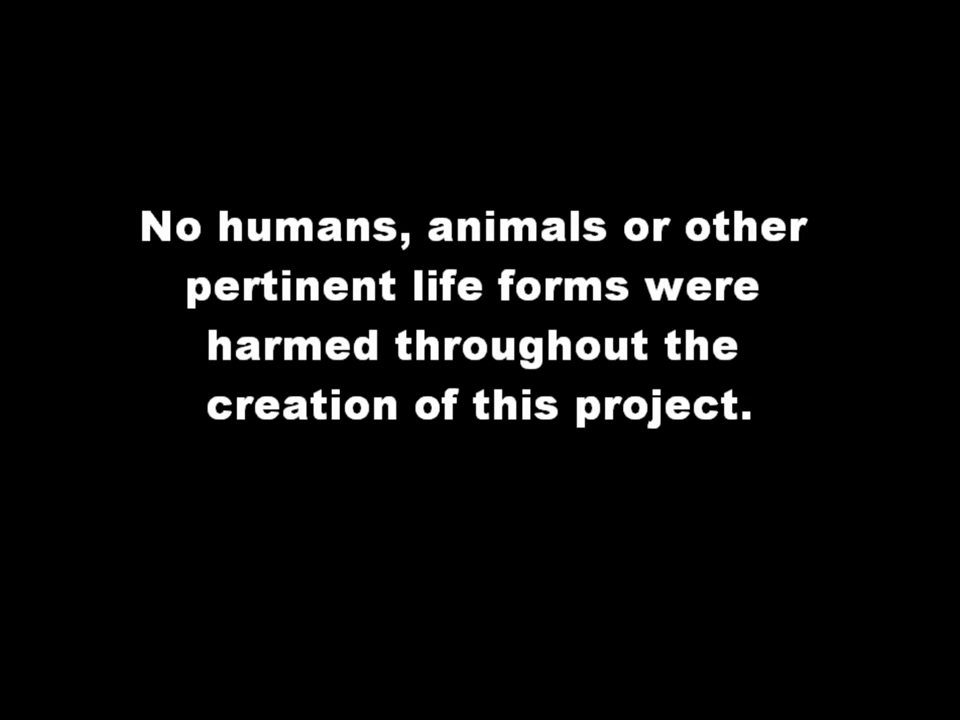 No humans, animals or other
pertinent life forms were
harmed throughout the
creation of this project.